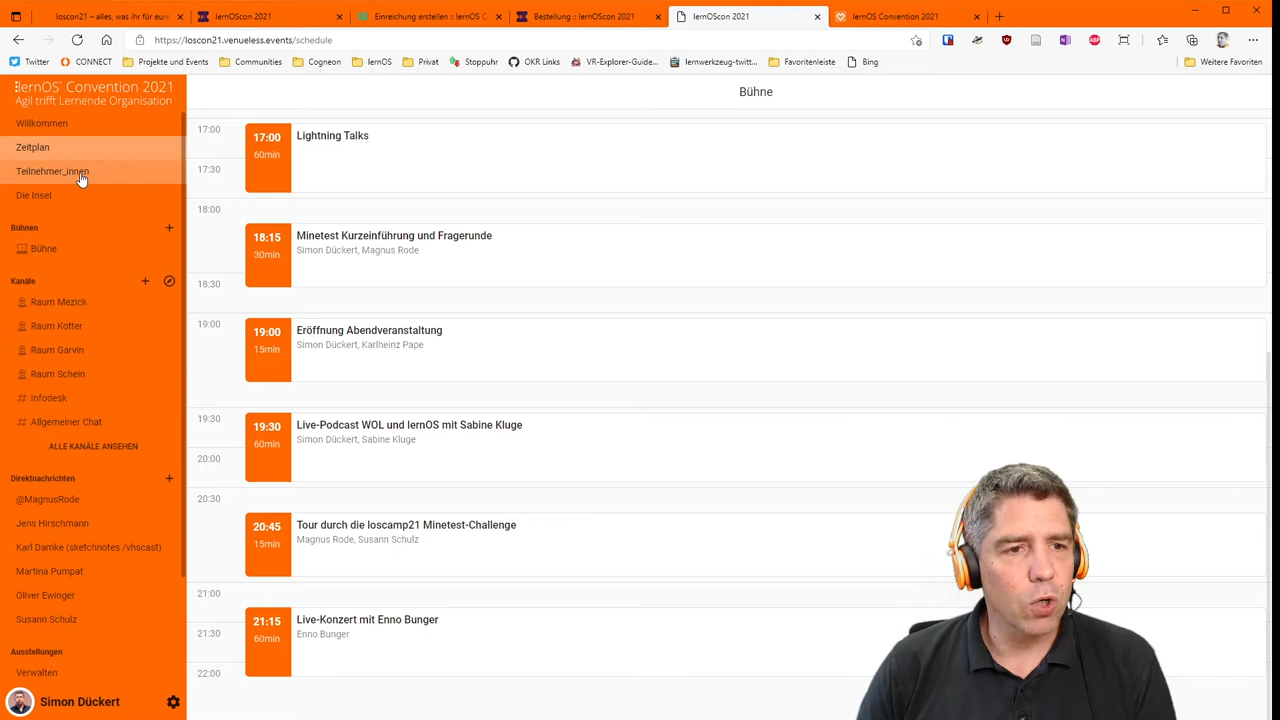 loscon21 – alles, was ihr für eure
lernOScon 2021
Einreichung erstellen :: lernOS C
Bestellung :: lernOScon 2021
lernOScon 2021
lernOS Convention 2021
https://loscon21.venueless.events/schedule
Twitter
CONNECT
Projekte und Events
Communities
Cogneon
lernOS
Privat
Stoppuhr
OKR Links
VR-Explorer-Guide...
lernwerkzeug-twitt...
Favoritenleiste
Bing
Weitere Favoriten
lernOS Convention 2021
Agil trifft Lernende Organisation
Willkommen
Zeitplan
Teilnehmer_innen
Die Insel
Bühnen
Bühne
Kanäle
Raum Mezick
Raum Kotter
Raum Garvin
Raum Schein
# Infodesk
# Allgemeiner Chat
ALLE KANÄLE ANSEHEN
Direktnachrichten
@MagnusRode
Jens Hirschmann
Karl Damke (sketchnotes /vhscast)
Martina Pumpat
Oliver Ewinger
Susann Schulz
Ausstellungen
Verwalten
Simon Dückert
Bühne
17:00
17:00
60min
Lightning Talks
17:30
18:00
18:15
30min
Minetest Kurzeinführung und Fragerunde
Simon Dückert, Magnus Rode
18:30
19:00
19:00
15min
Eröffnung Abendveranstaltung
Simon Dückert, Karlheinz Pape
19:30
19:30
60min
Live-Podcast WOL und lernOS mit Sabine Kluge
Simon Dückert, Sabine Kluge
20:00
20:30
20:45
15min
Tour durch die loscamp21 Minetest-Challenge
Magnus Rode, Susann Schulz
21:00
21:15
60min
Live-Konzert mit Enno Bunger
Enno Bunger
21:30
22:00